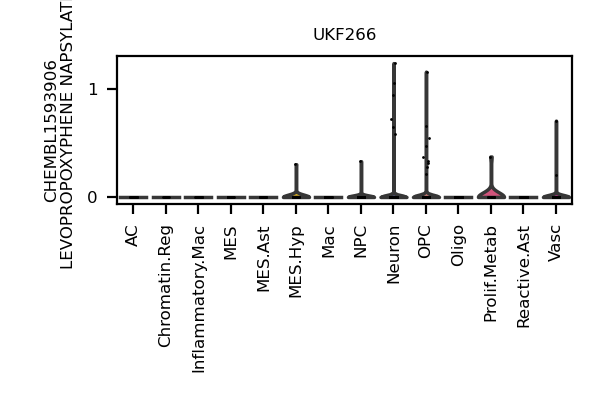 UKF266
CHEMBL1593906
LEVOPROPOXYPHENE NAPSYLAT
1
0
AC
Chromatin.Reg
Inflammatory.Mac
MES
MES.Ast
MES.Hyp
Mac
NPC
Neuron
OPC
Oligo
Prolif.Metab
Reactive.Ast
Vasc